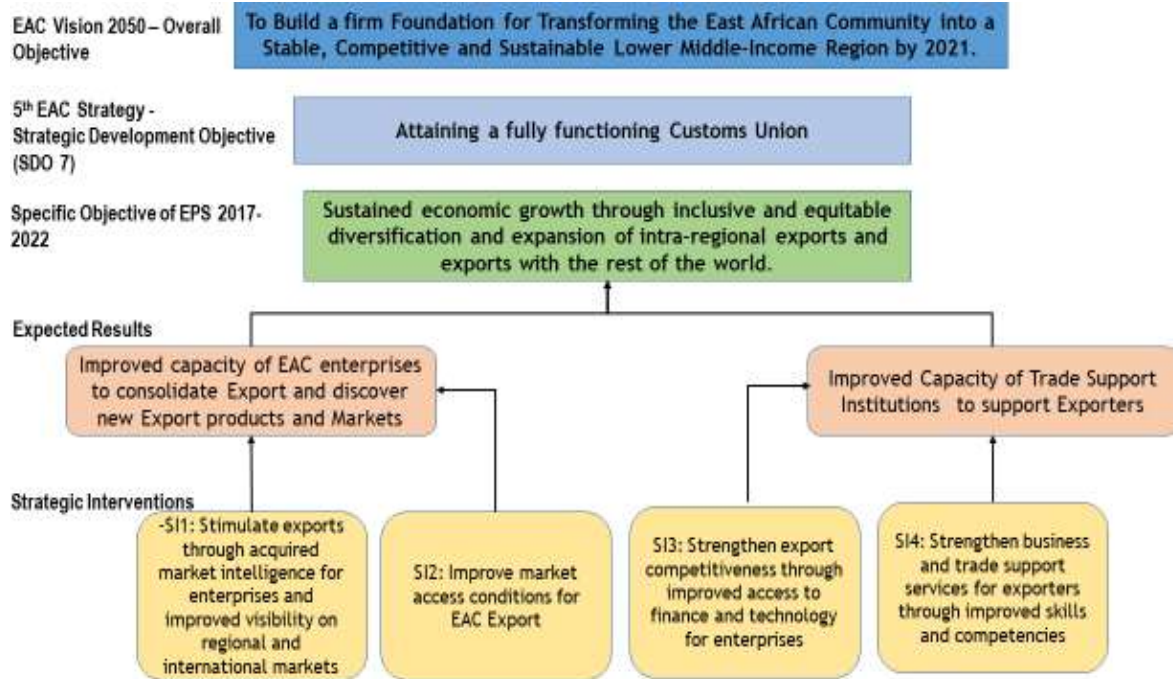 EAC Vision 2050 – Overall
Objective
To Build a firm Foundation for Transforming the East African Community into a
Stable, Competitive and Sustainable Lower Middle-Income Region by 2021.
5th EAC Strategy -
Strategic Development Objective
(SDO 7)
Attaining a fully functioning Customs Union
Specific Objective of EPS 2017-
2022
Sustained economic growth through inclusive and equitable
diversification and expansion of intra-regional exports and
exports with the rest of the world.
Expected Results
Improved capacity of EAC enterprises
to consolidate Export and discover
new Export products and Markets
Improved Capacity of Trade Support
Institutions to support Exporters
Strategic Interventions
-SI1: Stimulate exports
through acquired
market intelligence for
enterprises and
improved visibility on
regional and
international markets
SI2: Improve market
access conditions for
EAC Export
SI3: Strengthen export
competitiveness through
improved access to
finance and technology
for enterprises
SI4: Strengthen business
and trade support
services for exporters
through improved skills
and competencies